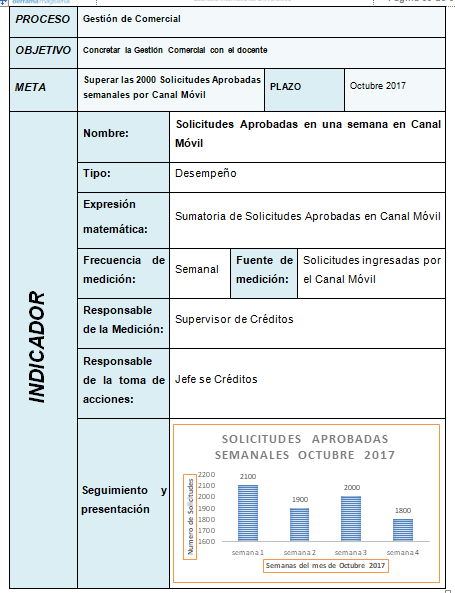 PROCESO
Gestión de Comercial
OBJETIVO
Concretar la Gestión Comercial con el docente
META
Superar las 2000 Solicitudes Aprobadas
semanales por Canal Móvil
PLAZO
Octubre 2017
INDICADOR
Nombre:
Solicitudes Aprobadas en una semana en Canal
Móvil
Tipo:
Desempeño
Expresión
matemática:
Sumatoria de Solicitudes Aprobadas en Canal Móvil
Frecuencia de
medición:
Semanal
Fuente de
medición:
Solicitudes ingresadas por
el Canal Móvil
Responsable
de la Medición:
Supervisor de Créditos
Responsable
de la toma de
acciones:
Jefe se Créditos
Seguimiento y
presentación
SOLICITUDES APROBADAS
SEMANALES OCTUBRE 2017
Numero de Solicitudes
2200
2100
2000
1900
1800
1700
1600
2100
1900
2000
1800
semana 1
semana 2
semana 3
semana 4
Semanas del mes de Octubre 2017